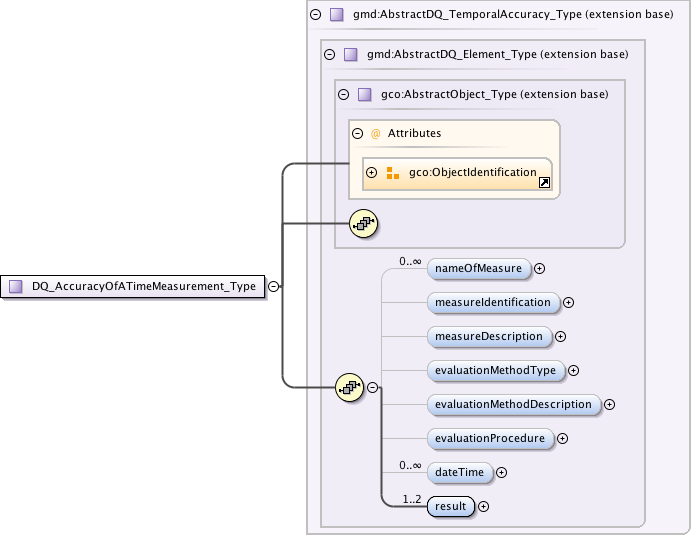 gmd:AbstractDQ_TemporalAccuracy_Type (extension base)
gmd:AbstractDQ_Element_Type (extension base)
gco:AbstractObject_Type (extension base)
@ Attributes
gco:ObjectIdentification
DQ_AccuracyOfATimeMeasurement_Type
0..∞
nameOfMeasure
measureIdentification
measureDescription
evaluationMethodType
evaluationMethodDescription
evaluationProcedure
0..∞
dateTime
1..2
result